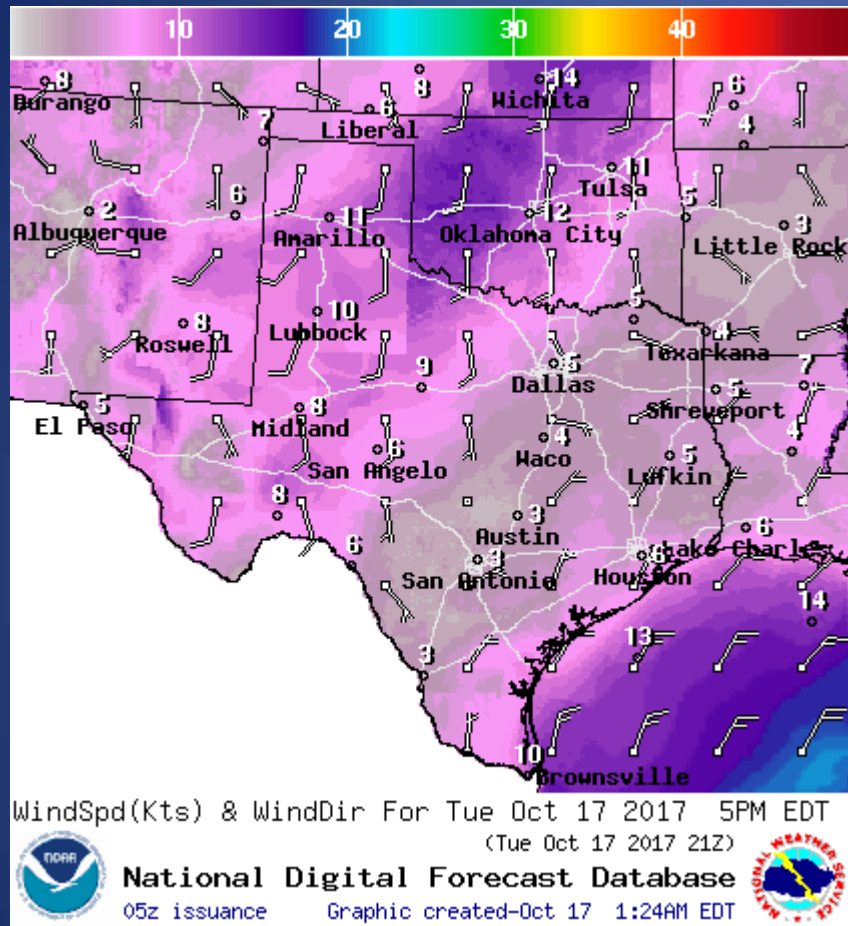 10 20 30 40
8 8 14 6
Durango Wichita
6 Liberal
7 4
11 Tulsa
2 6 11 12 5 3
Albuquerque Amarillo Oklahoma City Little Rock
8 10 5
Roswell Lubbock 4
9 5 Texarkana
Dallas 5 7
5 8 Shreveport
El Paso Midland
6 4 4
San Angelo Waco 5
Lufkin
8 3
Austin 6
6 3 Lake Charles
San Antonio Houston
14
13
3
10
Brownsville
WindSpd(Kts) & WindDir For Tue Oct 17 2017 5PM EDT
(Tue Oct 17 2017 21Z)
NOAA
National Digital Forecast Database
05z issuance Graphic created-Oct 17 1:24AM EDT
NATIONAL WEATHER SERVICE